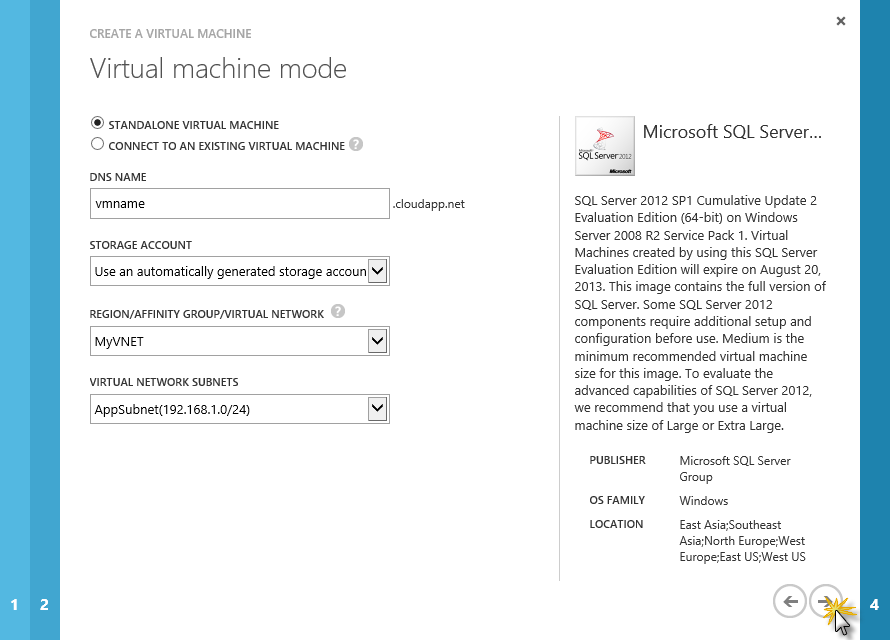 CREATE A VIRTUAL MACHINE
Virtual machine mode
STANDALONE VIRTUAL MACHINE
CONNECT TO AN EXISTING VIRTUAL MACHINE ?
DNS NAME
vmname .cloudapp.net
STORAGE ACCOUNT
Use an automatically generated storage accoun
REGION/AFFINITY GROUP/VIRTUAL NETWORK ?
MyVNET
VIRTUAL NETWORK SUBNETS
AppSubnet(192.168.1.0/24)
Microsoft
SQL Server 2012
Microsoft
Microsoft SQL Server...
SQL Server 2012 SP1 Cumulative Update 2
Evaluation Edition (64-bit) on Windows
Server 2008 R2 Service Pack 1. Virtual
Machines created by using this SQL Server
Evaluation Edition will expire on August 20,
2013. This image contains the full version of
SQL Server. Some SQL Server 2012
components require additional setup and
configuration before use. Medium is the
minimum recommended virtual machine
size for this image. To evaluate the
advanced capabilities of SQL Server 2012,
we recommend that you use a virtual
machine size of Large or Extra Large.
PUBLISHER Microsoft SQL Server
Group
OS FAMILY Windows
LOCATION East Asia;Southeast
Asia;North Europe;West
Europe;East US;West US
1 2 4